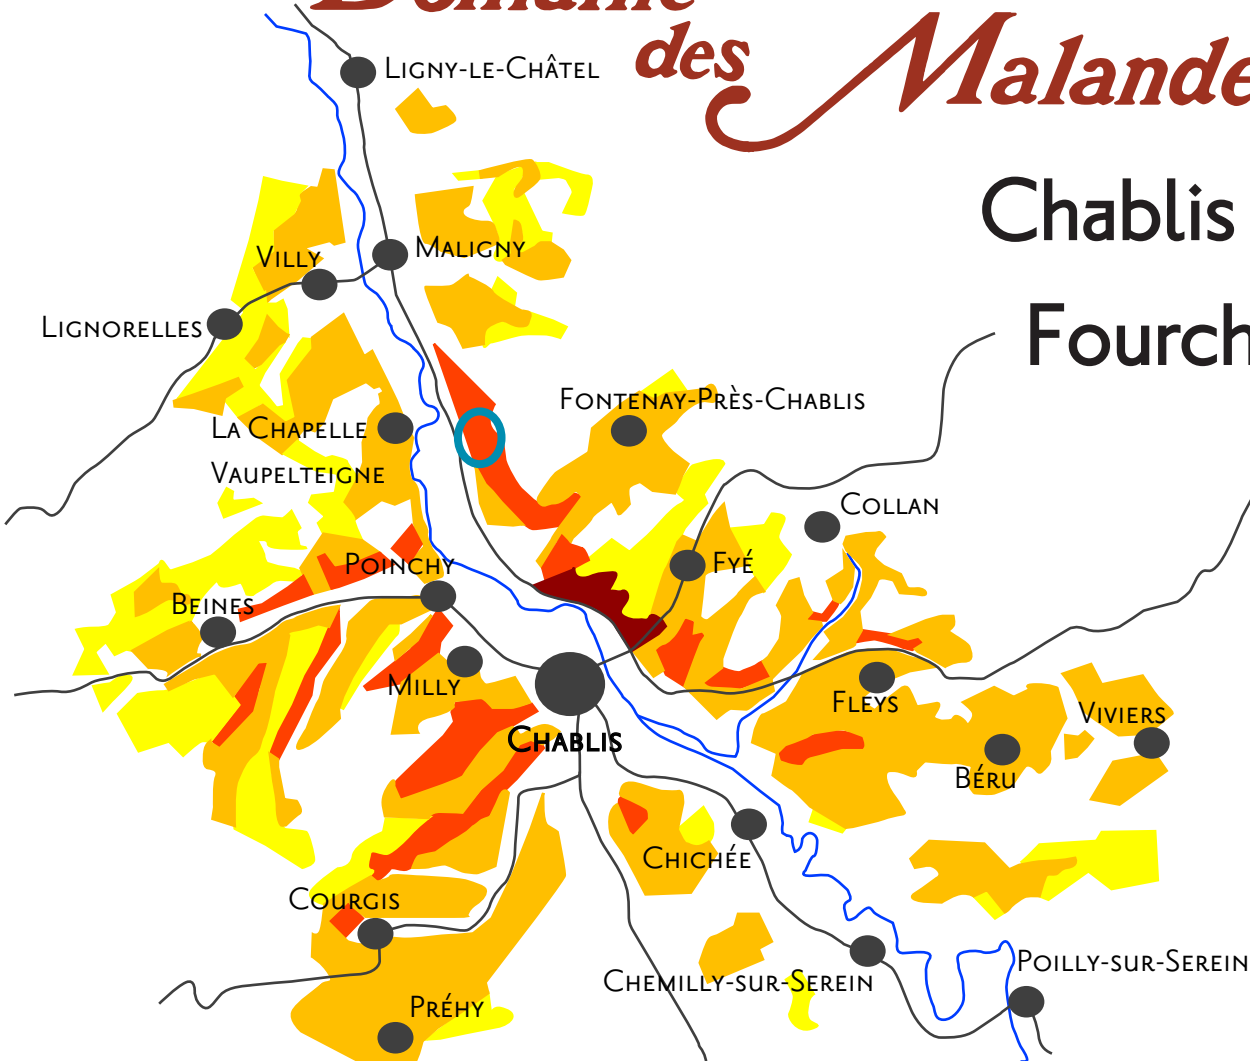 Domaine
des Malande
Chablis
Fourch
LIGNY-LE-CHÂTEL
MALIGNY
VILLY
LIGNORELLES
FONTENAY-PRÈS-CHABLIS
LA CHAPELLE
VAUPELTEIGNE
COLLAN
POINCHY
FYÉ
BEINES
MILLY
FLEYS
VIVIERS
CHABLIS
BÉRU
CHICHÉE
COURGIS
POILLY-SUR-SEREIN
CHEMILLY-SUR-SEREIN
PRÉHY